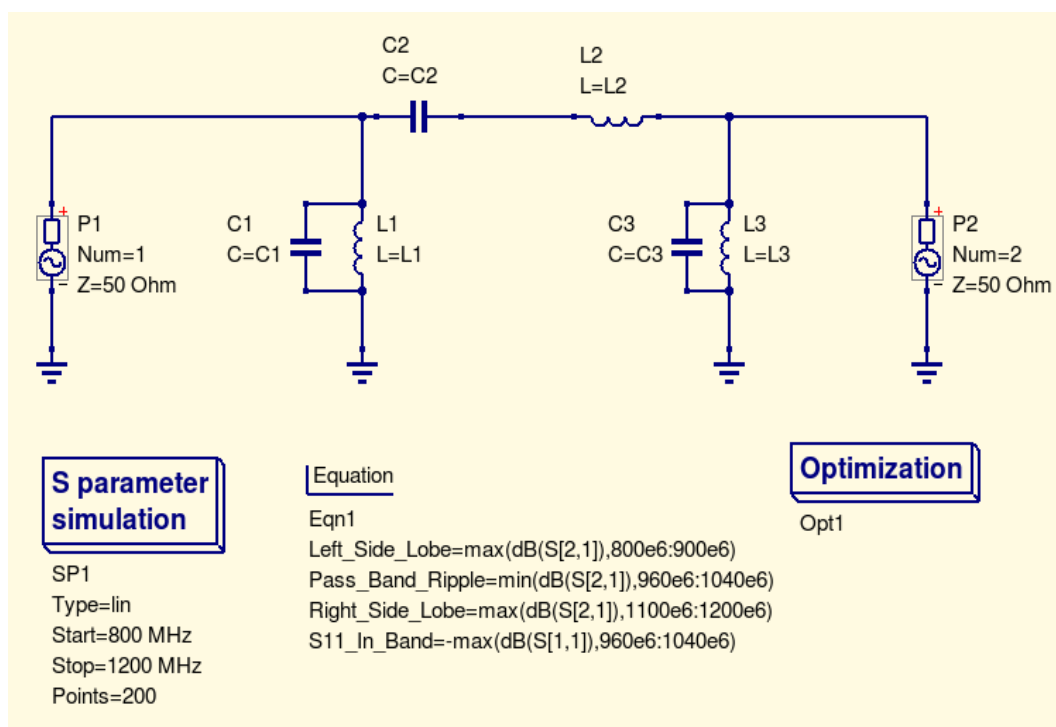 C2
C=C2
L2
L=L2
P1
Num=1
Z=50 Ohm
C1
C=C1
L1
L=L1
C3
C=C3
L3
L=L3
P2
Num=2
Z=50 Ohm
S parameter
simulation
SP1
Type=lin
Start=800 MHz
Stop=1200 MHz
Points=200
Equation
Eqn1
Left_Side_Lobe=max(dB(S[2,1]),800e6:900e6)
Pass_Band_Ripple=min(dB(S[2,1]),960e6:1040e6)
Right_Side_Lobe=max(dB(S[2,1]),1100e6:1200e6)
S11_In_Band=-max(dB(S[1,1]),960e6:1040e6)
Optimization
Opt1